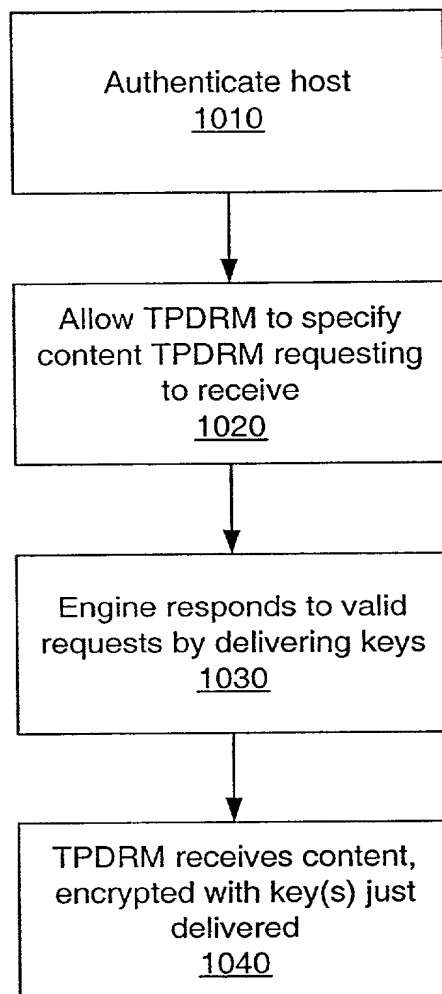 Authenticate host
1010
Allow TPDRM to specify
content TPDRM requesting
to receive
1020
Engine responds to valid
requests by delivering keys
1030
TPDRM receives content,
encrypted with key(s) just
delivered
1040